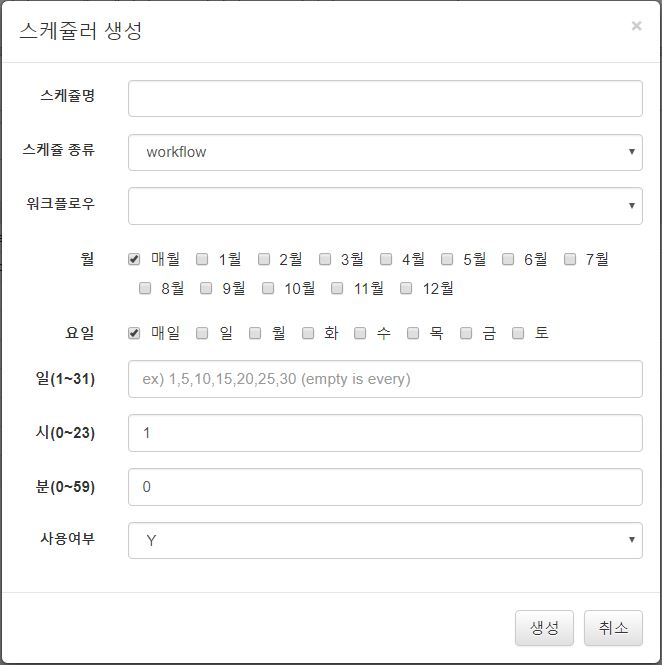 스케쥴러 생성 ×
스케쥴명
스케쥴 종류 workflow
워크플로우
월 매월 1월 2월 3월 4월 5월 6월 7월
8월 9월 10월 11월 12월
요일 매일 일 월 화 수 목 금 토
일(1~31) ex) 1,5,10,15,20,25,30 (empty is every)
시(0~23) 1
분(0~59) 0
사용여부 Y
생성 취소